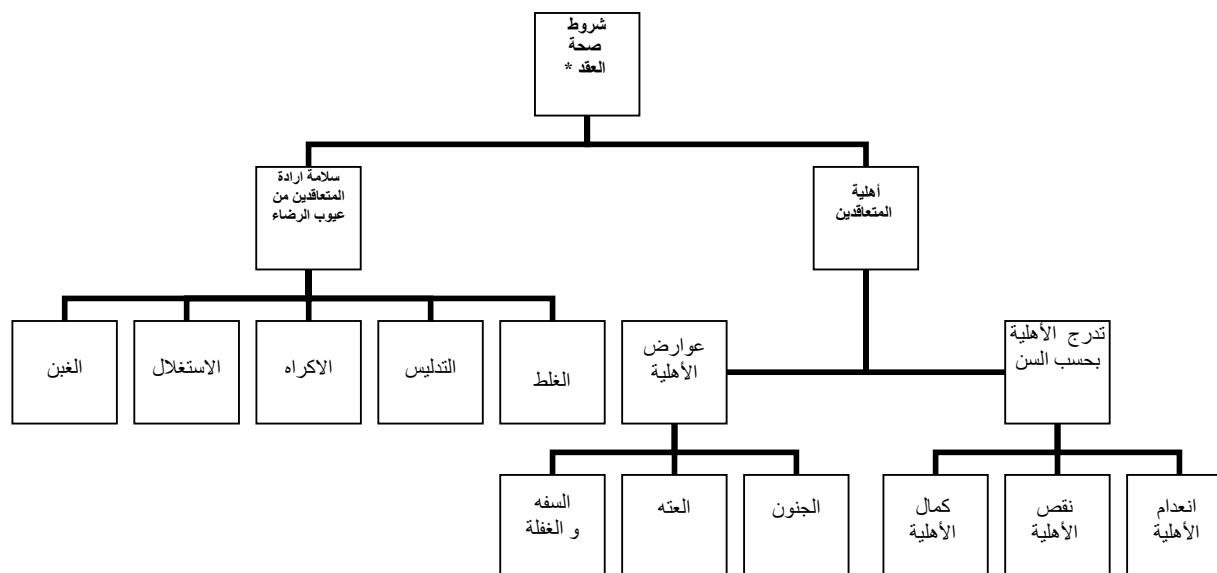 شروط
صحة
العقد *
أهلية
المتعاقدين
سلامة ارادة
المتعاقدين من
عيوب الرضاء
تدرج الأهلية
بحسب السن
عوارض
الأهلية
الغلط
التدليس
الاكراه
الاستغلال
الغبن
انعدام
الأهلية
نقص
الأهلية
كمال
الأهلية
الجنون
العته
السفه
و الغفلة